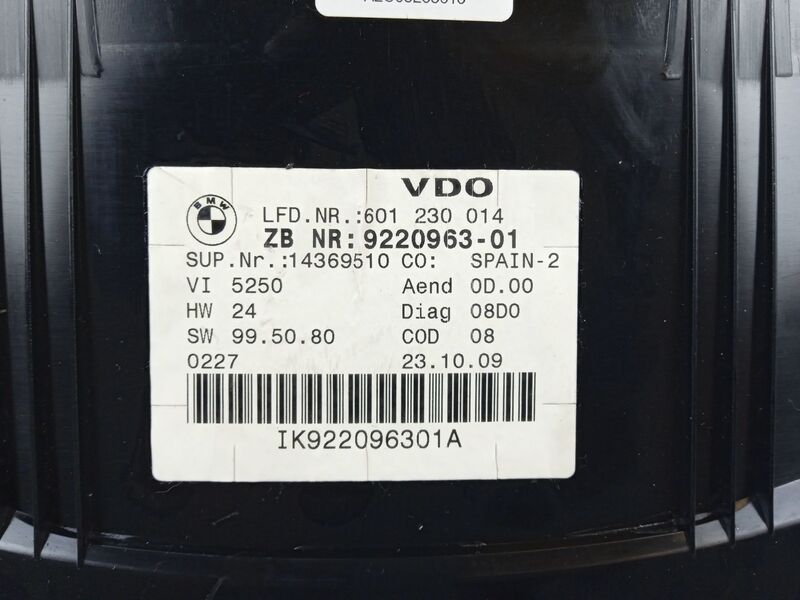 VDO
BMW
LFD.NR.:601 230 014
ZB NR: 9220963-01
SUP.Nr.:14369510 CO: SPAIN-2
VI 5250 Aend 0D.00
HW 24 Diag 08D0
SW 99.50.80 COD 08
0227 23.10.09
IK922096301A